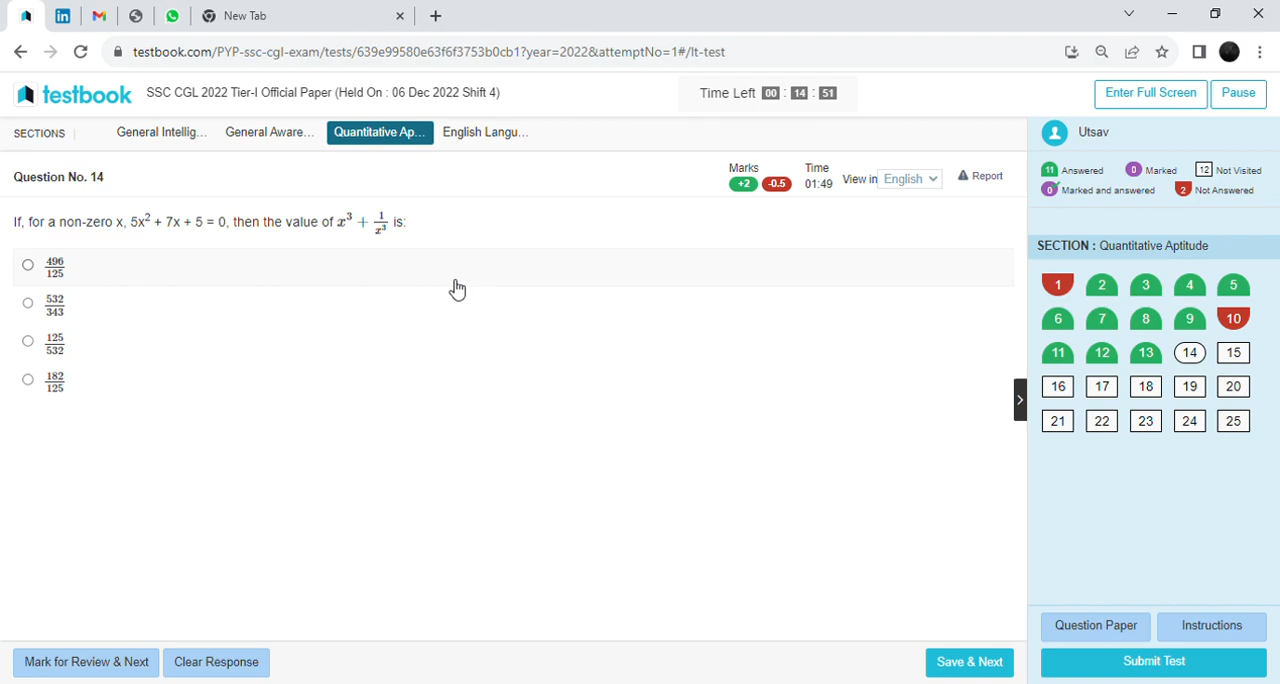 New Tab
testbook.com/PYP-ssc-cgl-exam/tests/639e99580e63f6f3753b0cb1?year=2022&attemptNo=1#/lt-test
testbook
SSC CGL 2022 Tier-I Official Paper (Held On : 06 Dec 2022 Shift 4)
Time Left 00 : 14 : 51
Enter Full Screen
Pause
SECTIONS
General Intellig...
General Aware...
Quantitative Ap...
English Langu...
Utsav
Question No. 14
Marks
+2 -0.5
Time
01:49
View in English
Report
11 Answered
0 Marked
12 Not Visited
0 Marked and answered
2 Not Answered
If, for a non-zero x, 5x² + 7x + 5 = 0, then the value of x³ + 1/x³ is:
496/125
532/343
125/532
182/125
SECTION : Quantitative Aptitude
1 2 3 4 5
6 7 8 9 10
11 12 13 14 15
16 17 18 19 20
21 22 23 24 25
Question Paper
Instructions
Mark for Review & Next
Clear Response
Save & Next
Submit Test